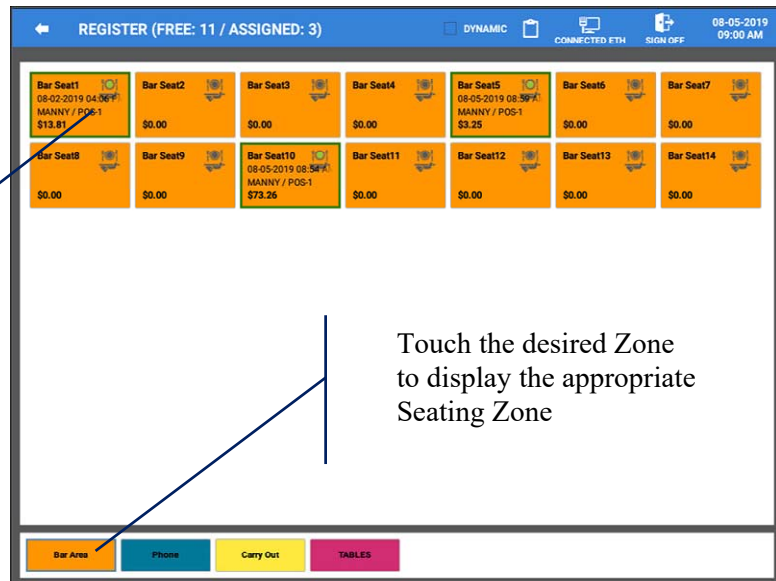 REGISTER (FREE: 11 / ASSIGNED: 3)
DYNAMIC
CONNECTED ETH
SIGN OFF
08-05-2019
09:00 AM
Bar Seat1
08-02-2019 04:06
MANNY / POS-1
$13.81
Bar Seat2
$0.00
Bar Seat3
$0.00
Bar Seat4
$0.00
Bar Seat5
08-05-2019 08:59
MANNY / POS-1
$3.25
Bar Seat6
$0.00
Bar Seat7
$0.00
Bar Seat8
$0.00
Bar Seat9
$0.00
Bar Seat10
08-05-2019 08:54
MANNY / POS-1
$73.26
Bar Seat11
$0.00
Bar Seat12
$0.00
Bar Seat13
$0.00
Bar Seat14
$0.00
Touch the desired Zone
to display the appropriate
Seating Zone
Bar Area
Phone
Carry Out
TABLES